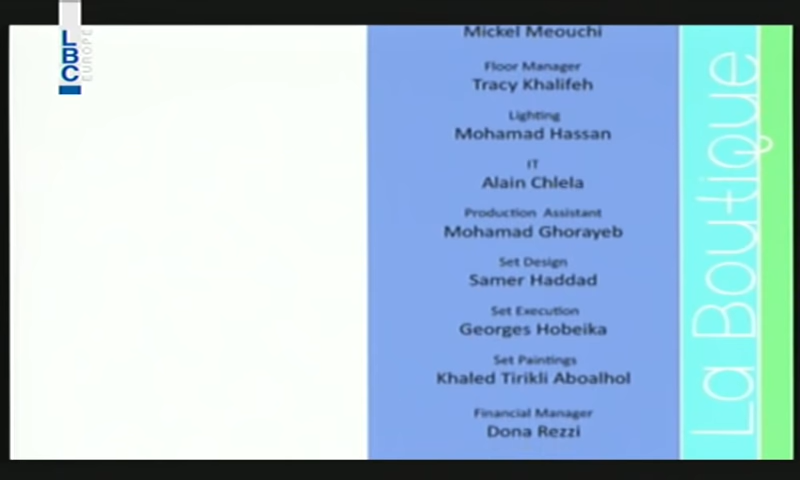 LBC
EUROPE
Mickel Meouchi
Floor Manager
Tracy Khalifeh
Lighting
Mohamad Hassan
IT
Alain Chlela
Production Assistant
Mohamad Ghorayeb
Set Design
Samer Haddad
Set Execution
Georges Hobeika
Set Paintings
Khaled Tirikli Aboalhol
Financial Manager
Dona Rezzi
La Boutique